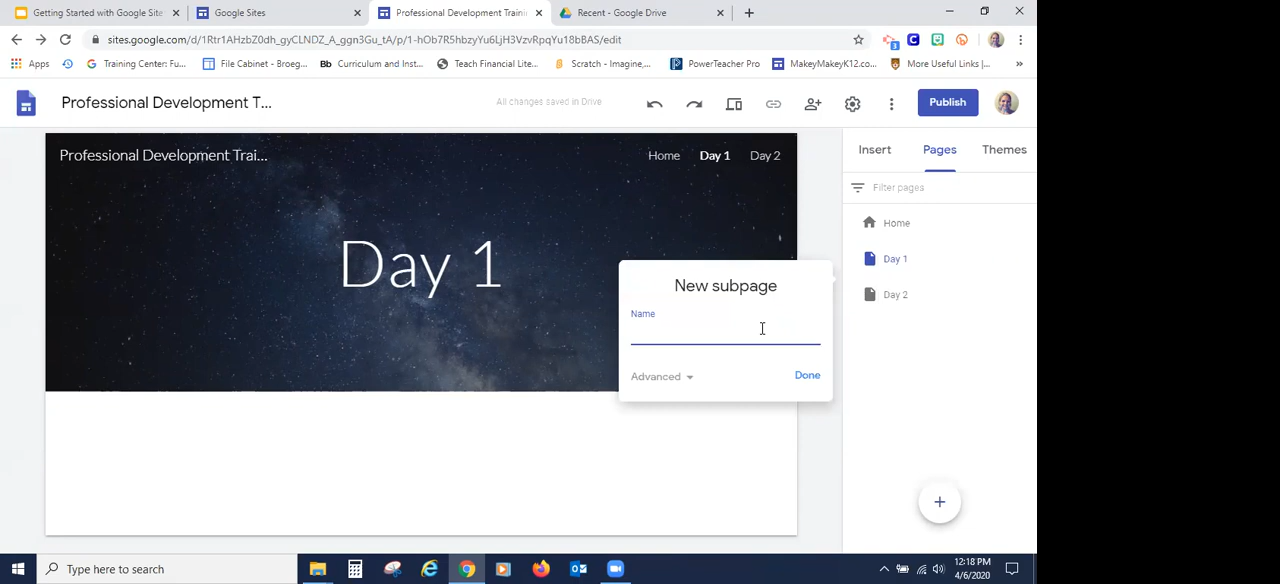 Getting Started with Google Site
Google Sites
Professional Development Traini
Recent - Google Drive
sites.google.com/d/1Rtr1AHzbZ0dh_gyCLNDZ_A_ggn3Gu_tA/p/1-hOb7R5hbzyYu6LjH3VzvRpqYu18bBAS/edit
3
Apps
Training Center: Fu...
File Cabinet - Broeg...
Bb Curriculum and Inst...
Teach Financial Lite...
Scratch - Imagine,...
PowerTeacher Pro
MakeyMakeyK12.co...
More Useful Links |...
»
Professional Development T...
All changes saved in Drive
Publish
Professional Development Trai...
Home
Day 1
Day 2
Insert
Pages
Themes
Filter pages
Home
Day 1
Day 2
Day 1
New subpage
Name
Advanced
Done
Type here to search
12:18 PM
4/6/2020